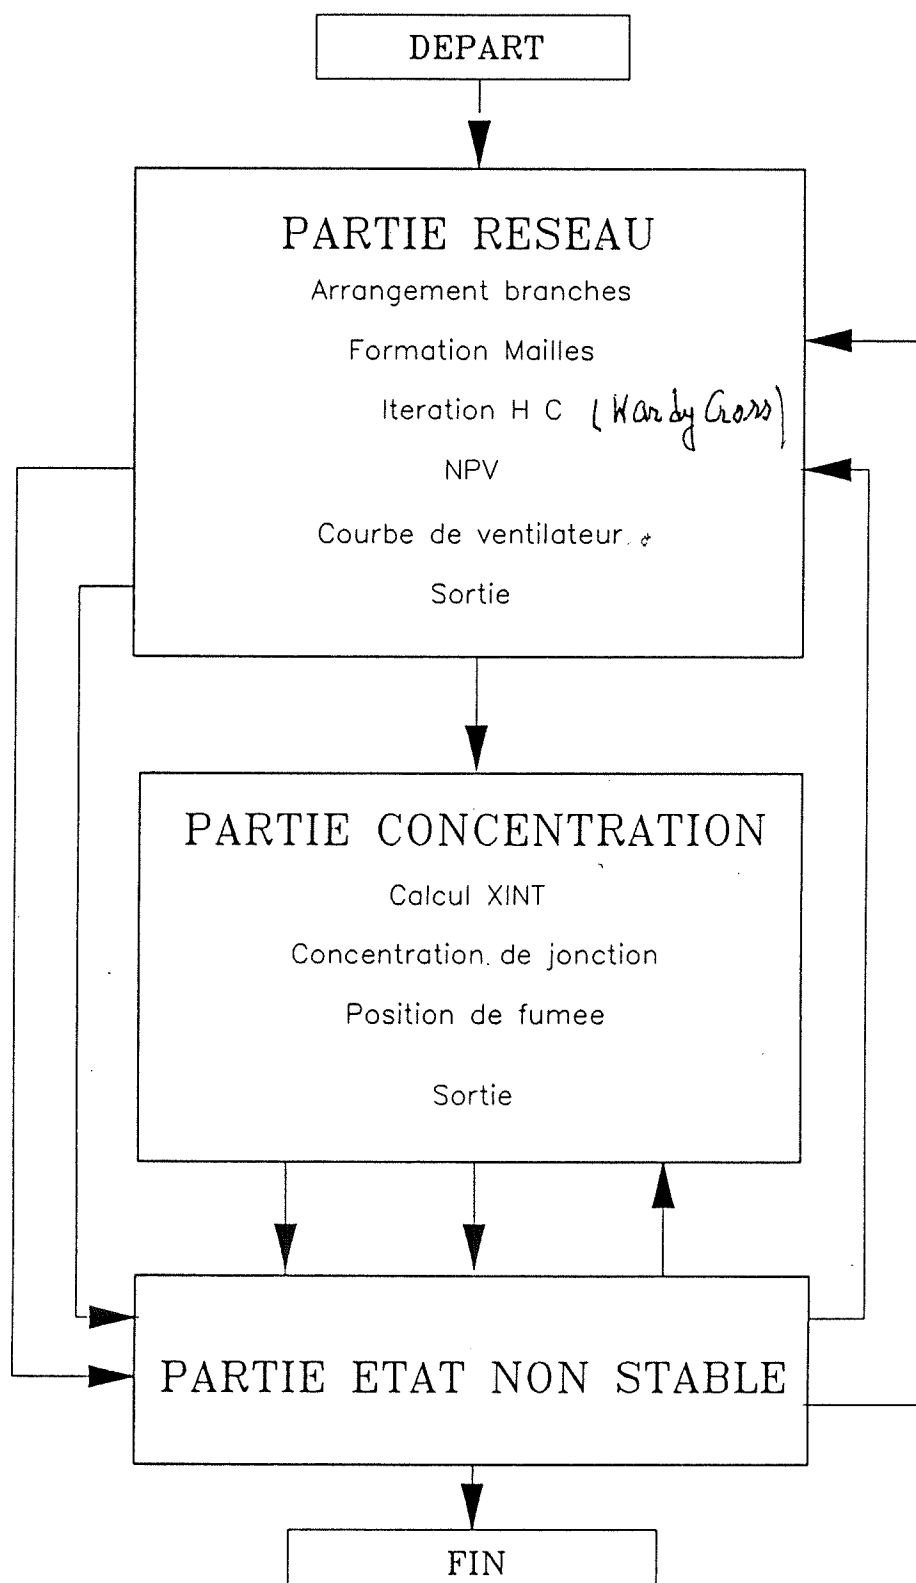 DEPART
PARTIE RESEAU
Arrangement branches
Formation Mailles
Iteration H C (Hardy Cross)
NPV
Courbe de ventilateur
Sortie
PARTIE CONCENTRATION
Calcul XINT
Concentration de jonction
Position de fumee
Sortie
PARTIE ETAT NON STABLE
FIN